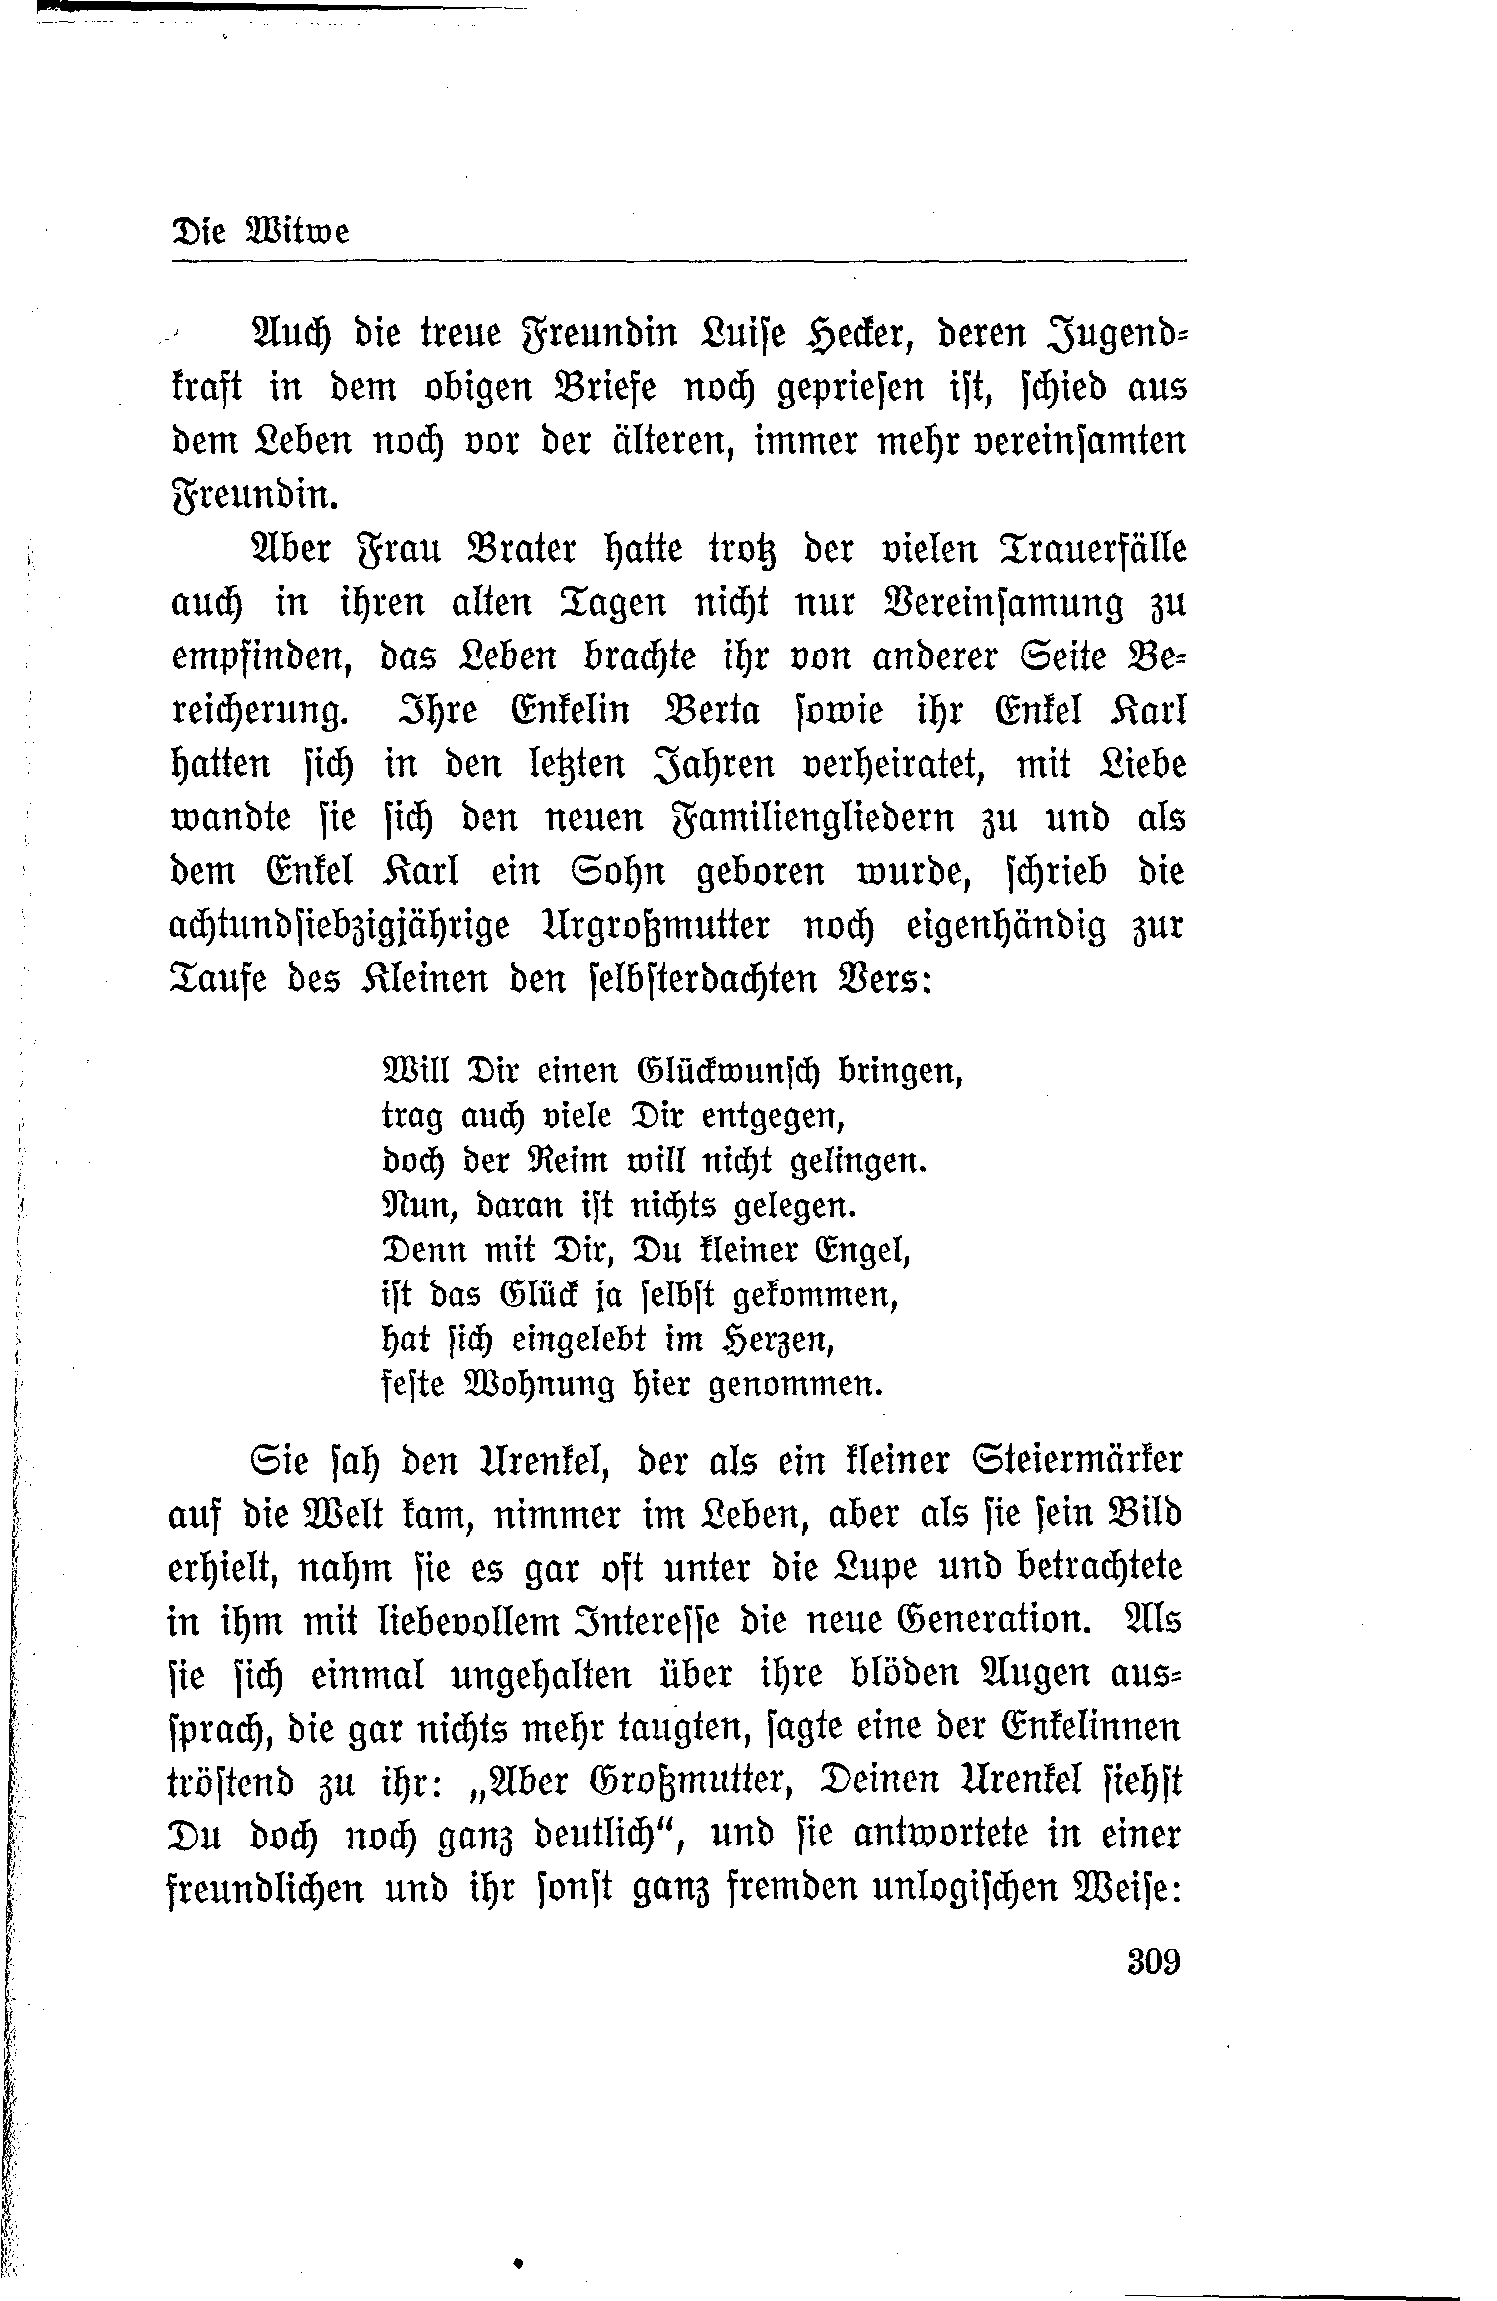 Die Witwe
Auch die treue Freundin Luise Hecker, deren Jugend-
kraft in dem obigen Briefe noch gepriesen ist, schied aus
dem Leben noch vor der älteren, immer mehr vereinsamten
Freundin.
Aber Frau Brater hatte trotz der vielen Trauerfälle
auch in ihren alten Tagen nicht nur Vereinsamung zu
empfinden, das Leben brachte ihr von anderer Seite Be-
reicherung. Ihre Enkelin Berta sowie ihr Enkel Karl
hatten sich in den letzten Jahren verheiratet, mit Liebe
wandte sie sich den neuen Familiengliedern zu und als
dem Enkel Karl ein Sohn geboren wurde, schrieb die
achtundsiebzigjährige Urgroßmutter noch eigenhändig zur
Taufe des Kleinen den selbsterdachten Vers:
Will Dir einen Glückwunsch bringen,
trag auch viele Dir entgegen,
doch der Reim will nicht gelingen.
Nun, daran ist nichts gelegen.
Denn mit Dir, Du kleiner Engel,
ist das Glück ja selbst gekommen,
hat sich eingelebt im Herzen,
feste Wohnung hier genommen.
Sie sah den Urenkel, der als ein kleiner Steiermärker
auf die Welt kam, nimmer im Leben, aber als sie sein Bild
erhielt, nahm sie es gar oft unter die Lupe und betrachtete
in ihm mit liebevollem Interesse die neue Generation. Als
sie sich einmal ungehalten über ihre blöden Augen aus-
sprach, die gar nichts mehr taugten, sagte eine der Enkelinnen
tröstend zu ihr: „Aber Großmutter, Deinen Urenkel siehst
Du doch noch ganz deutlich“, und sie antwortete in einer
freundlichen und ihr sonst ganz fremden unlogischen Weise:
309